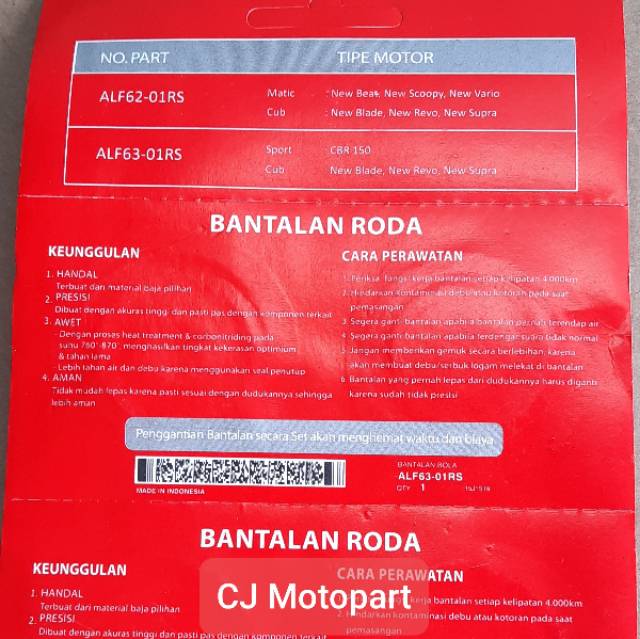 NO. PART TIPE MOTOR
ALF62-01RS Matic : New Beat, New Scoopy, New Vario
Cub : New Blade, New Revo, New Supra
ALF63-01RS Sport : CBR 150
Cub New Blade, New Revo, New Supra
BANTALAN RODA
KEUNGGULAN
1. HANDAL
Terbuat dari material baja pilihan
2. PRESISI
Dibuat dengan akuras tinggi dan pasti pas dengan komponen terkait
3. AWET
- Dengan proses heat treatment & carbonitriding pada
suhu 760°-870° menghasilkan tingkat kekerasan optimium
& tahan lama
- Lebih tahan air dan debu karena menggunakan seal penutup
4. AMAN
Tidak mudah lepas karena pasti sesuai dengan dudukannya sehingga
lebih aman
CARA PERAWATAN
1. Periksa fungsi kerja bantalan setiap kelipatan 4.000km
2. Hindarkan kontaminasi debu atau kotoran pada saat
pemasangan
3. Segera ganti bantalan apabila bantalan pernah terendap air
4. Segera ganti bantalan apabila terdengar suara tidak normal
5. Jangan memberikan gemuk secara berlebihan, karena
akan membuat debu/serbuk logam melekat di bantalan
6. Bantalan yang pernah lepas dari dudukannya harus diganti
karena sudah tidak presisi
Penggantian Bantalan secara Set akan menghemat waktu dan biaya
MADE IN INDONESIA
BANTALAN BOLA
ALF63-01RS
QTY 1
BANTALAN RODA
KEUNGGULAN
1. HANDAL
Terbuat dari material baja pilihan
2. PRESISI
Dibuat dengan akuras tinggi dan pasti pas dengan komponen terkait
CARA PERAWATAN
fungsi kerja bantalan setiap kelipatan 4.000km
2. Hindarkan kontaminasi debu atau kotoran pada saat
pemasangan
CJ Motopart